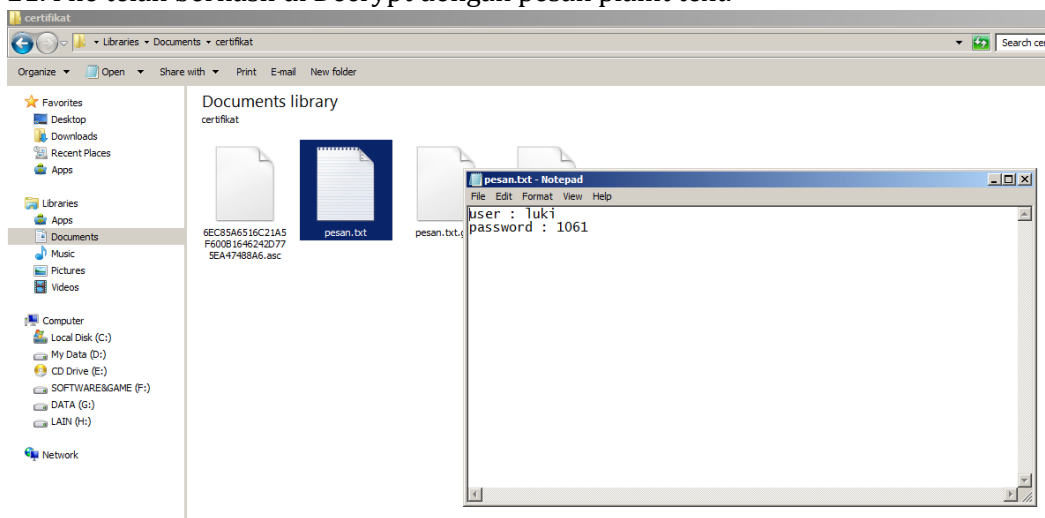 certifikat
Libraries Documents certifikat
Search cer
Organize Open Share with Print E-mail New folder
Favorites
Desktop
Downloads
Recent Places
Apps
Libraries
Apps
Documents
Music
Pictures
Videos
Computer
Local Disk (C:)
My Data (D:)
CD Drive (E:)
SOFTWARE&GAME (F:)
DATA (G:)
LAIN (H:)
Network
Documents library
certifikat
6EC85A6516C21A5
F600B1646242D77
5EA47488A6.asc
pesan.txt
pesan.txt.g
pesan.txt - Notepad
File Edit Format View Help
user : luki
password : 1061